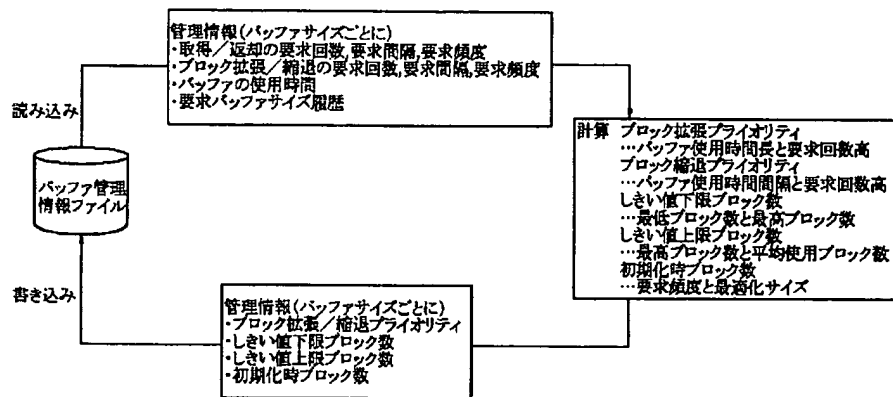 管理情報(バッファサイズごとに)
・取得/返却の要求回数,要求間隔,要求頻度
・ブロック拡張/縮退の要求回数,要求間隔,要求頻度
・バッファの使用時間
・要求バッファサイズ履歴
読み込み
バッファ管理
情報ファイル
書き込み
計算 ブロック拡張プライオリティ
…バッファ使用時間長と要求回数高
ブロック縮退プライオリティ
…バッファ使用時間間隔と要求回数高
しきい値下限ブロック数
…最低ブロック数と最高ブロック数
しきい値上限ブロック数
…最高ブロック数と平均使用ブロック数
初期化時ブロック数
…要求頻度と最適化サイズ
管理情報(バッファサイズごとに)
・ブロック拡張/縮退プライオリティ
・しきい値下限ブロック数
・しきい値上限ブロック数
・初期化時ブロック数